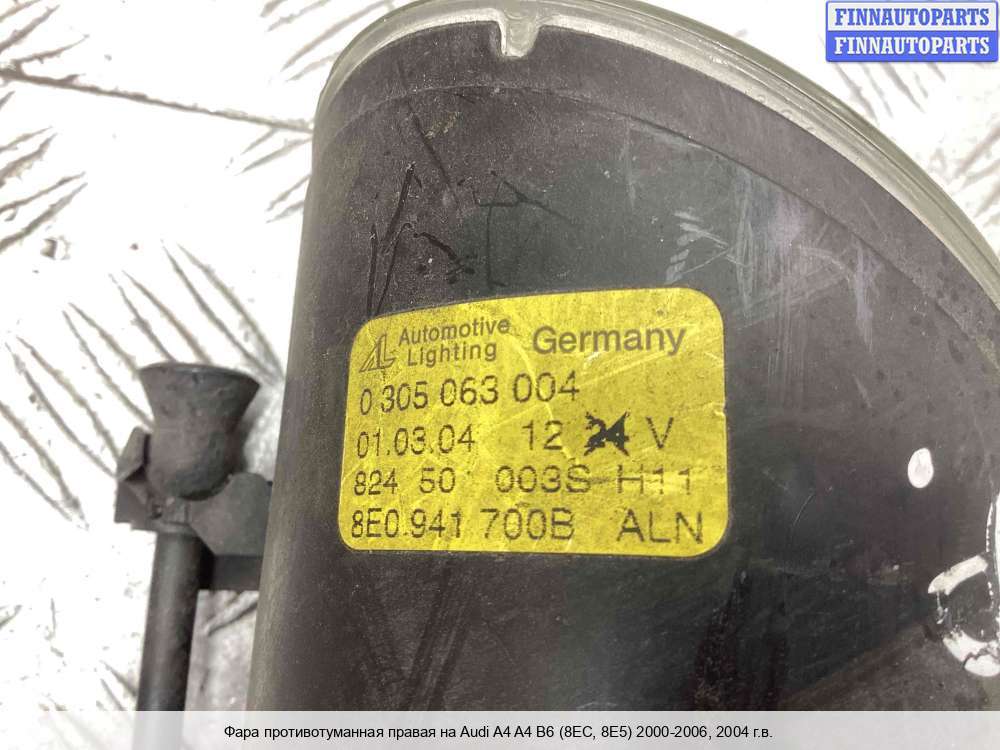 FINNAUTOPARTS
FINNAUTOPARTS
AL Automotive Lighting Germany
0 305 063 004
01.03.04 12 24 V
824 50 003S H11
8E0.941 700B ALN
Фара противотуманная правая на Audi A4 A4 B6 (8EC, 8E5) 2000-2006, 2004 г.в.